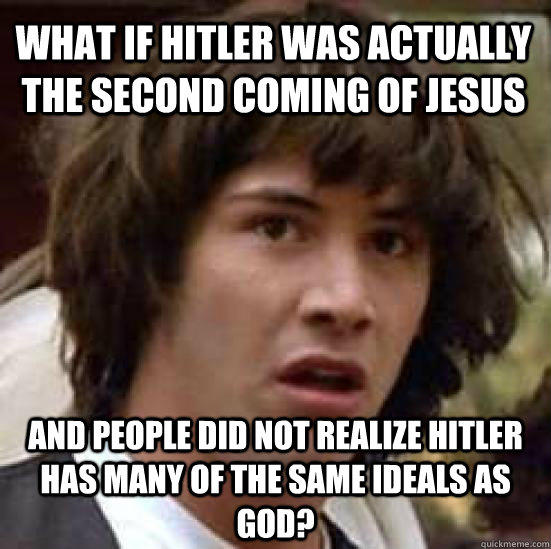 WHAT IF HITLER WAS ACTUALLY
THE SECOND COMING OF JESUS
AND PEOPLE DID NOT REALIZE HITLER
HAS MANY OF THE SAME IDEALS AS
GOD?
quickmeme.com